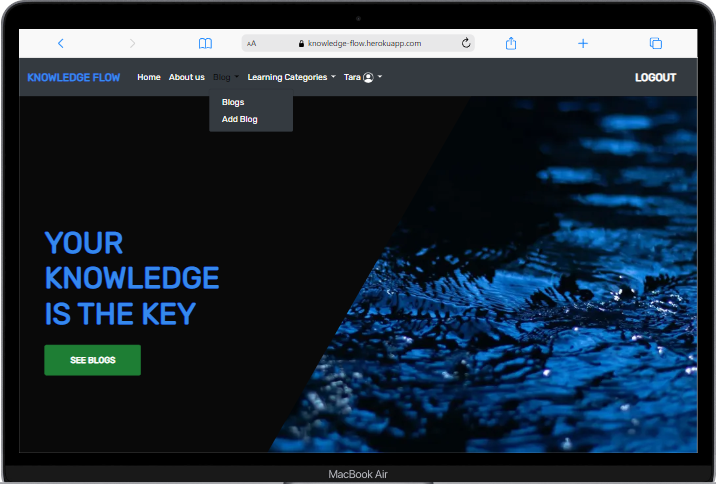 AA knowledge-flow.herokuapp.com
KNOWLEDGE FLOW Home About us Blog Learning Categories Tara LOGOUT
Blogs
Add Blog
YOUR
KNOWLEDGE
IS THE KEY
SEE BLOGS
MacBook Air